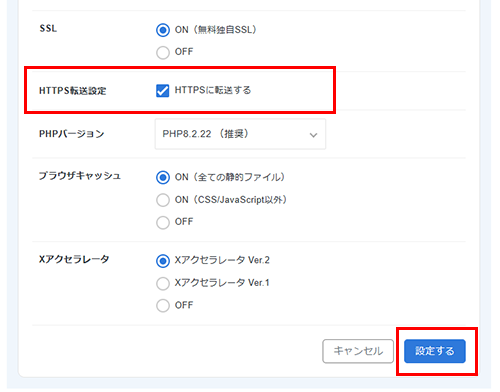 SSL
ON（無料独自SSL）
OFF
HTTPS転送設定
HTTPSに転送する
PHPバージョン
PHP8.2.22 （推奨）
ブラウザキャッシュ
ON（全ての静的ファイル）
ON（CSS/JavaScript以外）
OFF
Xアクセラレータ
Xアクセラレータ Ver.2
Xアクセラレータ Ver.1
OFF
キャンセル
設定する